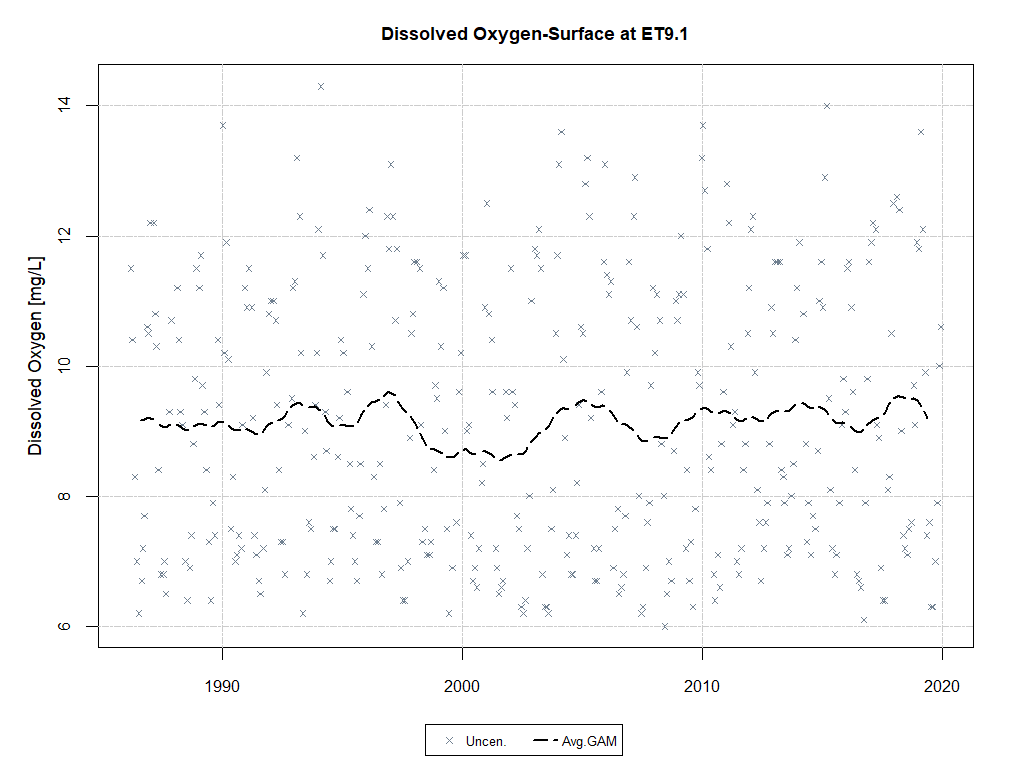 Dissolved Oxygen-Surface at ET9.1
Dissolved Oxygen [mg/L]
14
12
10
8
6
1990 2000 2010 2020
Uncen. Avg.GAM